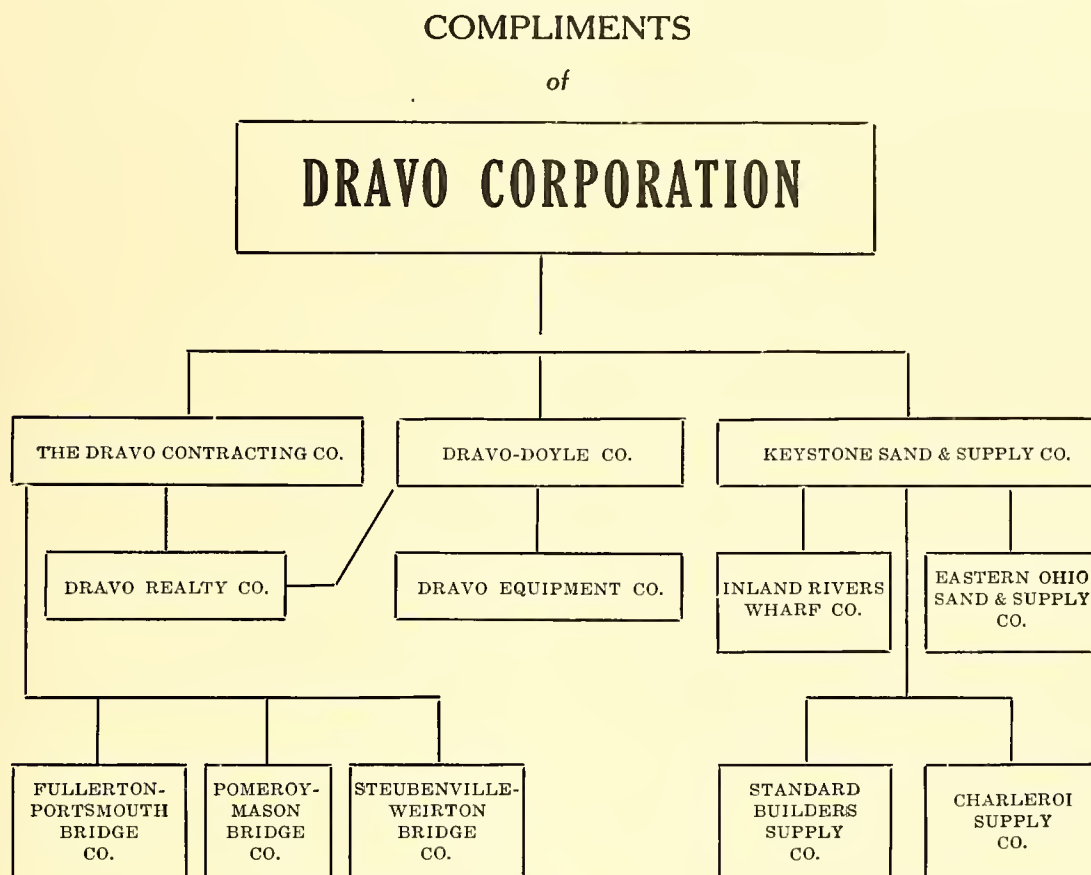 COMPLIMENTS
of
DRAVO CORPORATION
THE DRAVO CONTRACTING CO.
DRAVO-DOYLE CO.
KEYSTONE SAND & SUPPLY CO.
DRAVO REALTY CO.
DRAVO EQUIPMENT CO.
INLAND RIVERS
WHARF CO.
EASTERN OHIO
SAND & SUPPLY
CO.
FULLERTON-
PORTSMOUTH
BRIDGE
CO.
POMEROY-
MASON
BRIDGE
CO.
STEUBENVILLE-
WEIRTON
BRIDGE
CO.
STANDARD
BUILDERS
SUPPLY
CO.
CHARLEROI
SUPPLY
CO.